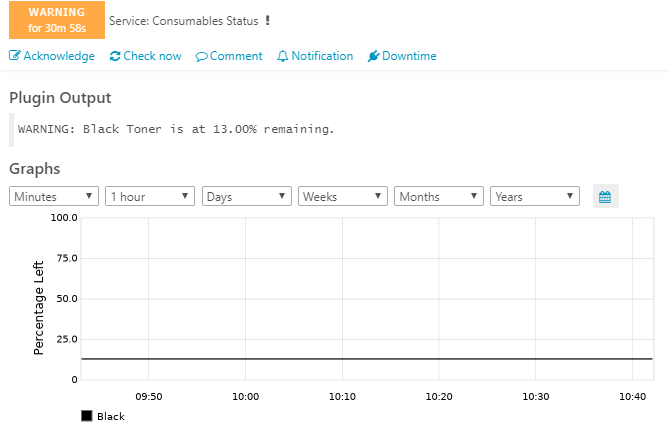 WARNING
for 30m 58s
Service: Consumables Status !
Acknowledge Check now Comment Notification Downtime
Plugin Output
WARNING: Black Toner is at 13.00% remaining.
Graphs
Minutes 1 hour Days Weeks Months Years
100.0
75.0
50.0
25.0
0
Percentage Left
09:50 10:00 10:10 10:20 10:30 10:40
Black